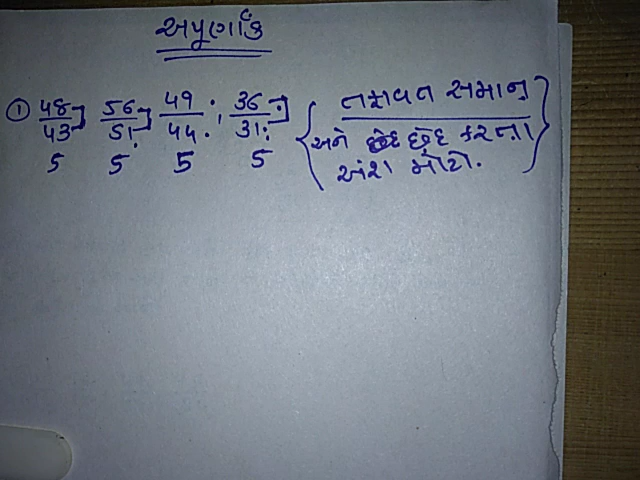 અપૂર્ણાંક
① 48/43 56/51 49/44 , 36/31 { તફાવત સમાન
5 5 5 5 અને છેદ કરતા
અંશ મોટો. }